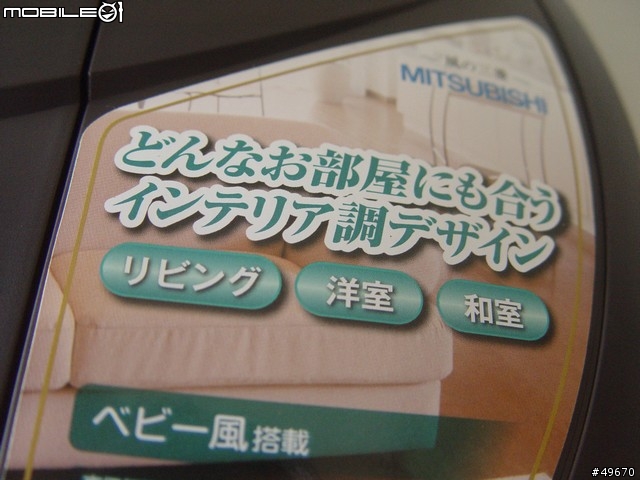 MOBILE01
MITSUBISHI
どんなお部屋にも合う
インテリア調デザイン
リビング
洋室
和室
ベビー風搭載
#49670